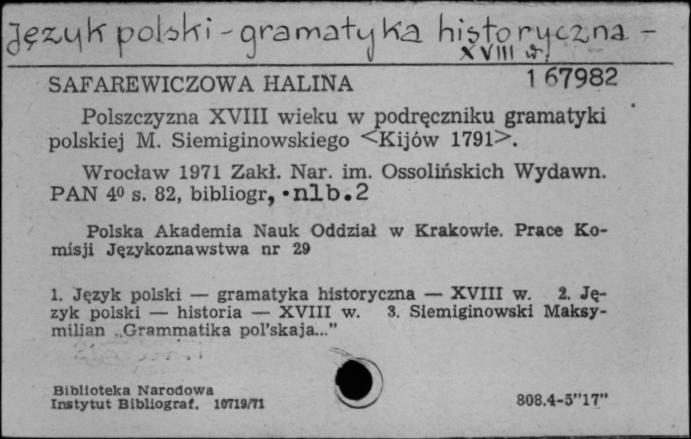 Język polski - gramatyka historyczna -
XVIII w.
SAFAREWICZOWA HALINA 167982
Polszczyzna XVIII wieku w podręczniku gramatyki
polskiej M. Siemiginowskiego <Kijów 1791>.
Wrocław 1971 Zakł. Nar. im. Ossolińskich Wydawn.
PAN 4⁰ s. 82, bibliogr, •nlb.2
Polska Akademia Nauk Oddział w Krakowie. Prace Ko-
misji Językoznawstwa nr 29
1. Język polski — gramatyka historyczna — XVIII w. 2. Ję-
zyk polski — historia — XVIII w. 3. Siemiginowski Maksy-
milian „Grammatika pol'skaja..."
Biblioteka Narodowa
Instytut Bibliograf. 10719/71 808.4-5"17"